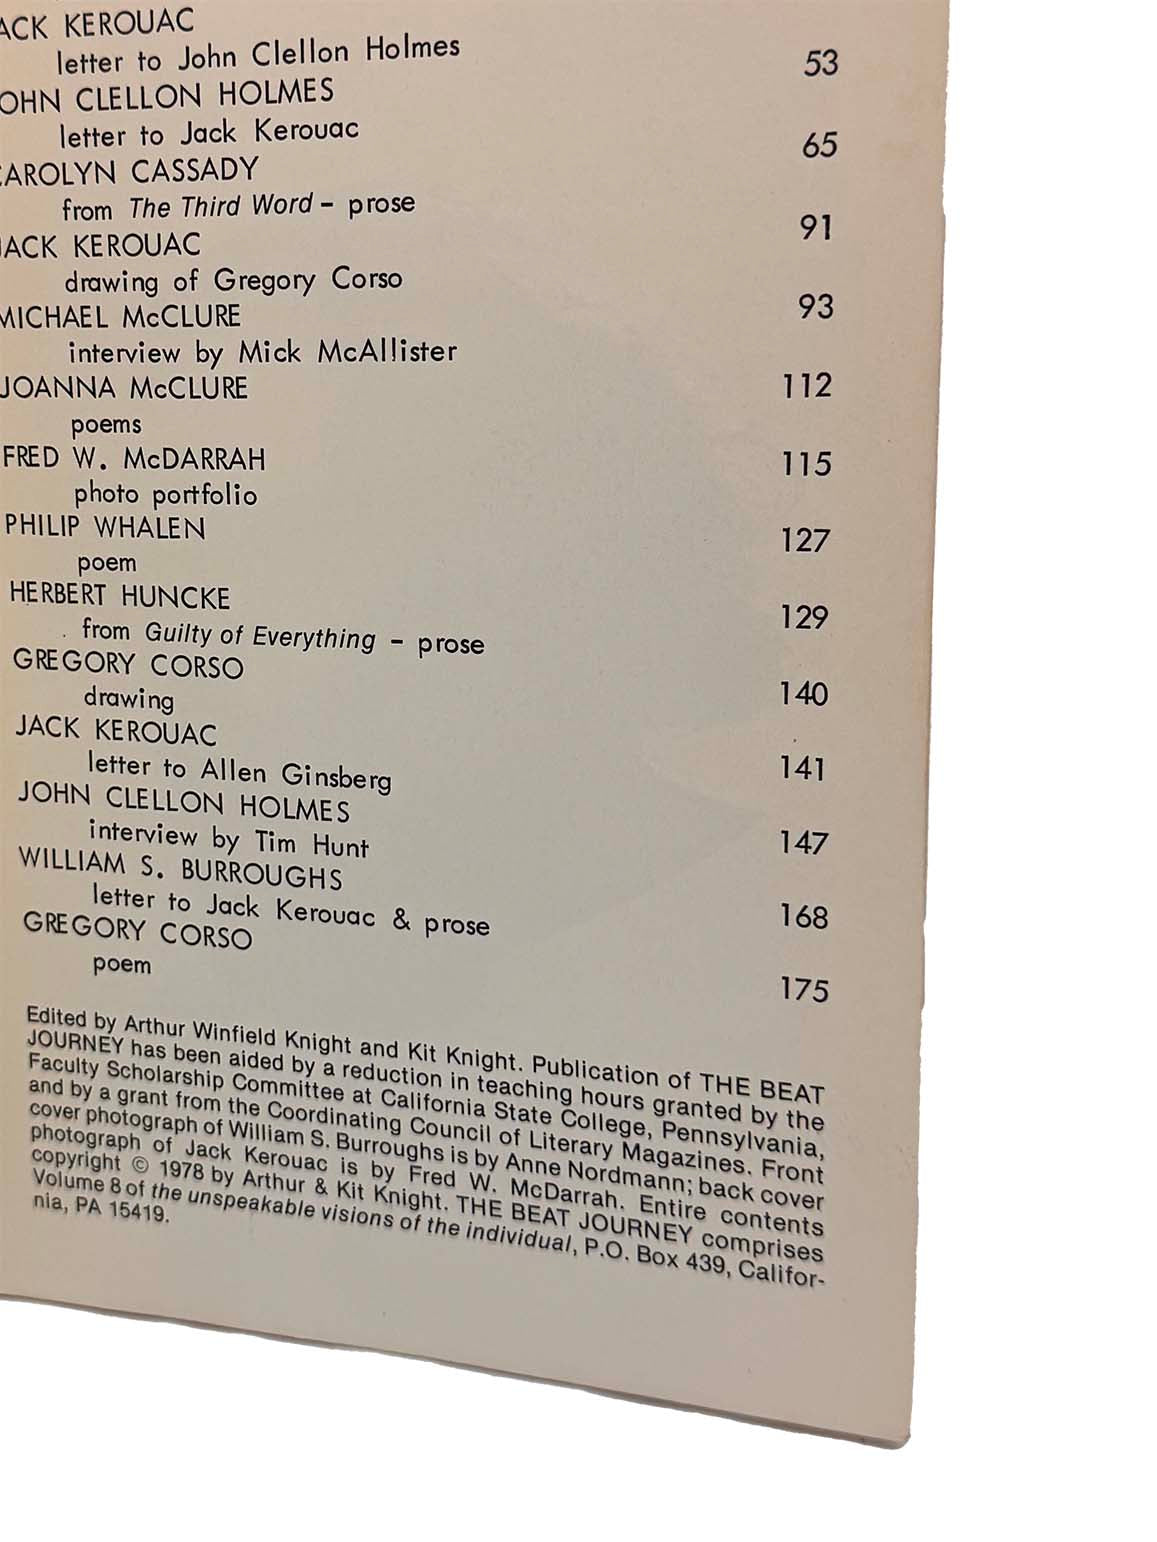 ACK KEROUAC
letter to John Clellon Holmes 53
OHN CLELLON HOLMES
letter to Jack Kerouac 65
CAROLYN CASSADY
from The Third Word – prose 91
JACK KEROUAC
drawing of Gregory Corso 93
MICHAEL McCLURE
interview by Mick McAllister 112
JOANNA McCLURE
poems 115
FRED W. McDARRAH
photo portfolio 127
PHILIP WHALEN
poem 129
HERBERT HUNCKE
from Guilty of Everything – prose 140
GREGORY CORSO
drawing 141
JACK KEROUAC
letter to Allen Ginsberg 147
JOHN CLELLON HOLMES
interview by Tim Hunt 168
WILLIAM S. BURROUGHS
letter to Jack Kerouac & prose 175
GREGORY CORSO
poem
Edited by Arthur Winfield Knight and Kit Knight. Publication of THE BEAT
JOURNEY has been aided by a reduction in teaching hours granted by the
Faculty Scholarship Committee at California State College, Pennsylvania,
and by a grant from the Coordinating Council of Literary Magazines. Front
cover photograph of William S. Burroughs is by Anne Nordmann; back cover
photograph of Jack Kerouac is by Fred W. McDarrah. Entire contents
copyright © 1978 by Arthur & Kit Knight. THE BEAT JOURNEY comprises
Volume 8 of the unspeakable visions of the individual, P.O. Box 439, Califor-
nia, PA 15419.